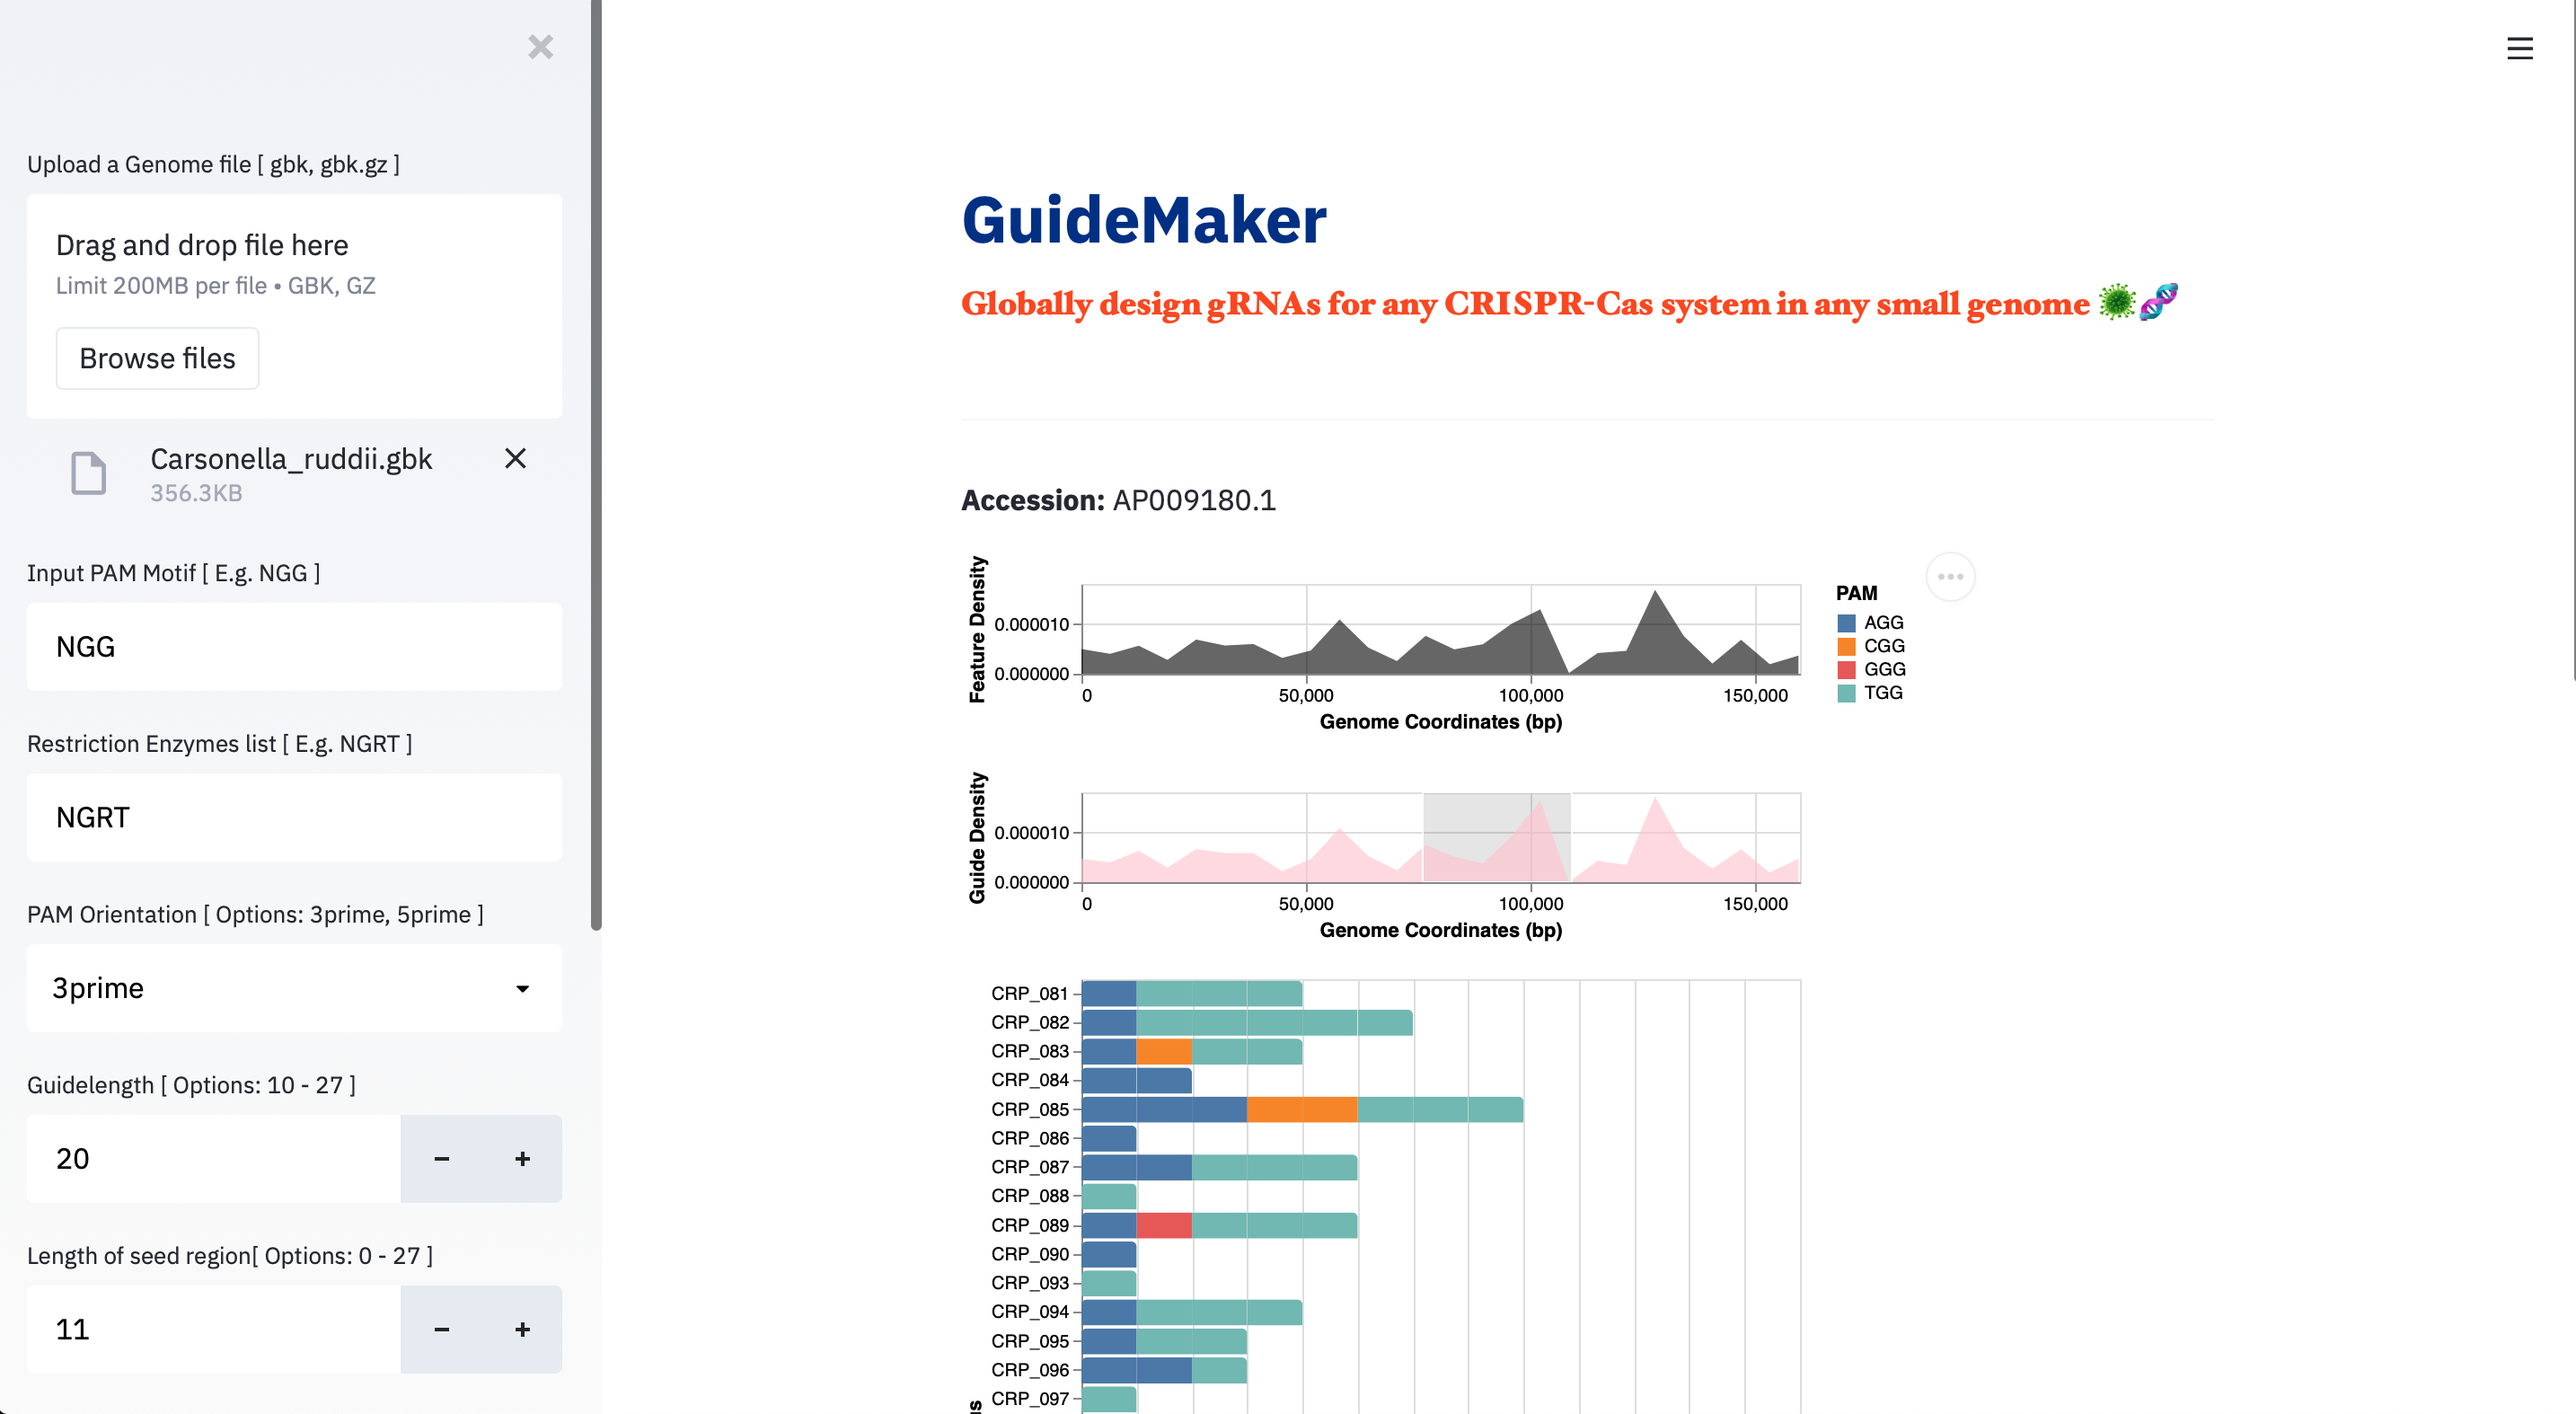 Upload a Genome file [ gbk, gbk.gz ]
Drag and drop file here
Limit 200MB per file • GBK, GZ
Browse files
Carsonella_ruddii.gbk
356.3KB
Input PAM Motif [ E.g. NGG ]
NGG
Restriction Enzymes list [ E.g. NGRT ]
NGRT
PAM Orientation [ Options: 3prime, 5prime ]
3prime
Guidelength [ Options: 10 - 27 ]
20
Length of seed region[ Options: 0 - 27 ]
11
GuideMaker
Globally design gRNAs for any CRISPR-Cas system in any small genome
Accession: AP009180.1
Feature Density
0.000010
0.000000
0 50,000 100,000 150,000
Genome Coordinates (bp)
PAM
AGG
CGG
GGG
TGG
Guide Density
0.000010
0.000000
0 50,000 100,000 150,000
Genome Coordinates (bp)
CRP_081
CRP_082
CRP_083
CRP_084
CRP_085
CRP_086
CRP_087
CRP_088
CRP_089
CRP_090
CRP_093
CRP_094
CRP_095
CRP_096
CRP_097